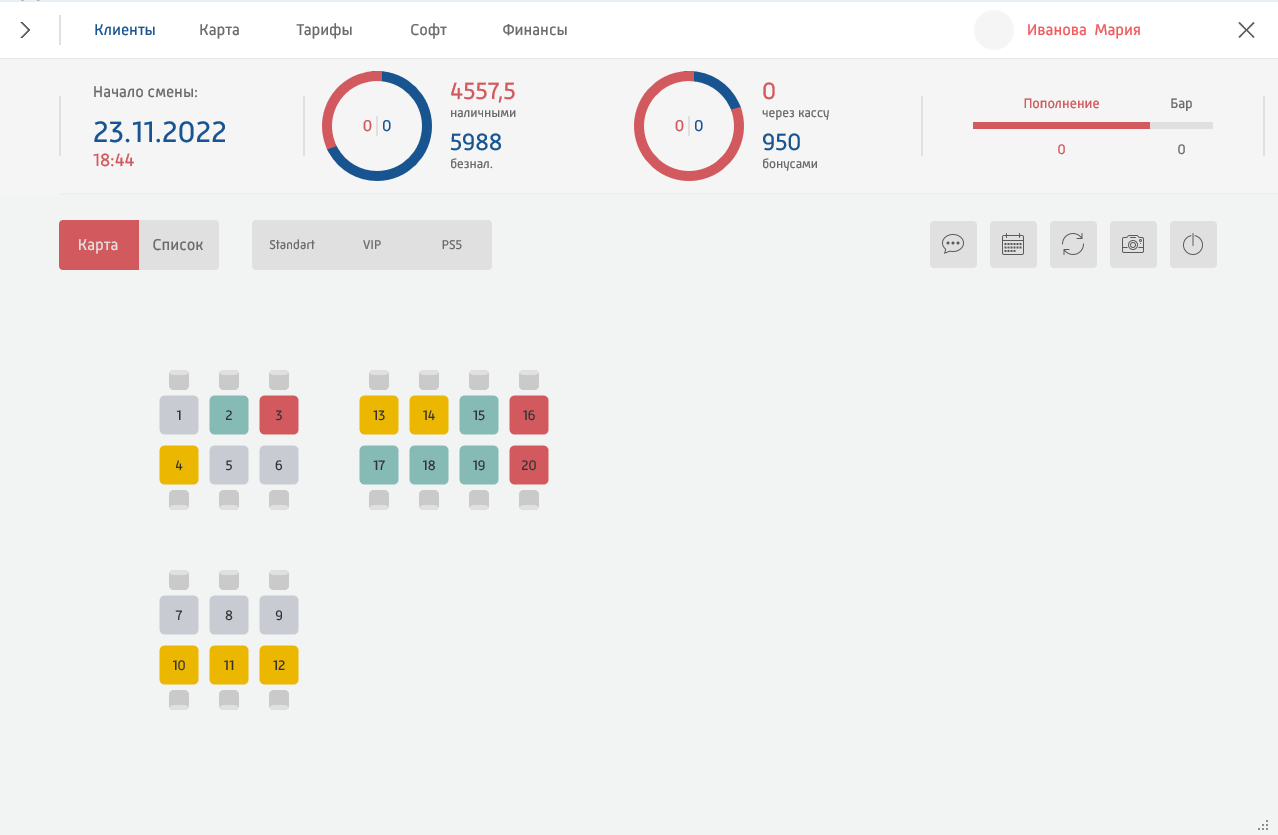 Клиенты Карта Тарифы Софт Финансы Иванова Мария
Начало смены:
23.11.2022
18:44
0 0
4557,5
наличными
5988
безнал.
0 0
0
через кассу
950
бонусами
Пополнение Бар
0 0
Карта Список Standart VIP PS5
1 2 3 13 14 15 16
4 5 6 17 18 19 20
7 8 9
10 11 12